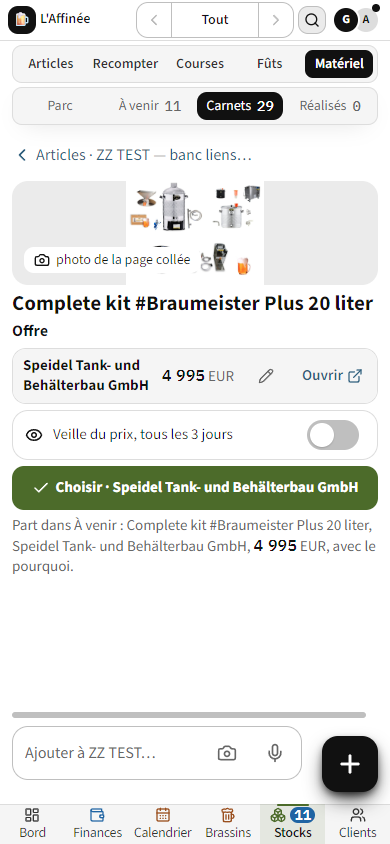 L'Affinée
Tout
G A
Articles Recompter Courses Fûts Matériel
Parc À venir 11 Carnets 29 Réalisés 0
Articles · ZZ TEST — banc liens…
photo de la page collée
Complete kit #Braumeister Plus 20 liter
Offre
Speidel Tank- und
Behälterbau GmbH
4 995 EUR
Ouvrir
Veille du prix, tous les 3 jours
Choisir · Speidel Tank- und Behälterbau GmbH
Part dans À venir : Complete kit #Braumeister Plus 20 liter,
Speidel Tank- und Behälterbau GmbH, 4 995 EUR, avec le
pourquoi.
Ajouter à ZZ TEST…
11
Bord Finances Calendrier Brassins Stocks Clients